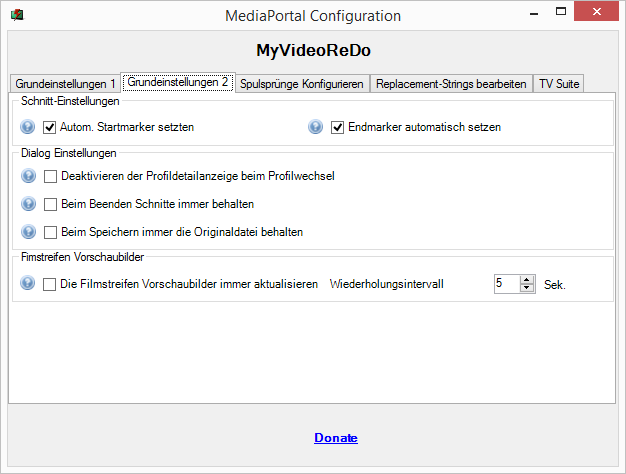 MediaPortal Configuration
MyVideoReDo
Grundeinstellungen 1 Grundeinstellungen 2 Spulsprünge Konfigurieren Replacement-Strings bearbeiten TV Suite
Schnitt-Einstellungen
Autom. Startmarker setzten Endmarker automatisch setzen
Dialog Einstellungen
Deaktivieren der Profildetailanzeige beim Profilwechsel
Beim Beenden Schnitte immer behalten
Beim Speichern immer die Originaldatei behalten
Fimstreifen Vorschaubilder
Die Filmstreifen Vorschaubilder immer aktualisieren Wiederholungsintervall 5 Sek.
Donate